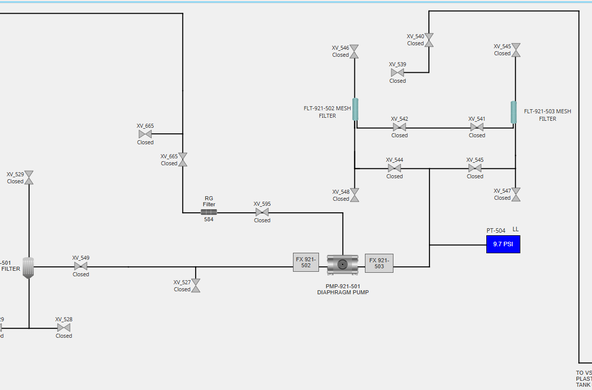 XV_540
Closed
XV_546
Closed
XV_545
Closed
XV_539
Closed
FLT-921-502 MESH
FILTER
FLT-921-503 MESH
FILTER
XV_542
Closed
XV_541
Closed
XV_665
Closed
XV_665
Closed
XV_544
Closed
XV_545
Closed
XV_529
Closed
XV_548
Closed
XV_547
Closed
RG
Filter
584
XV_595
Closed
PT-504
LL
9.7 PSI
-501
FILTER
XV_549
Closed
FX 921-
502
FX 921-
503
XV_527
Closed
PMP-921-501
DIAPHRAGM PUMP
29
XV_528
Closed
TO VS
PLAST
TANK